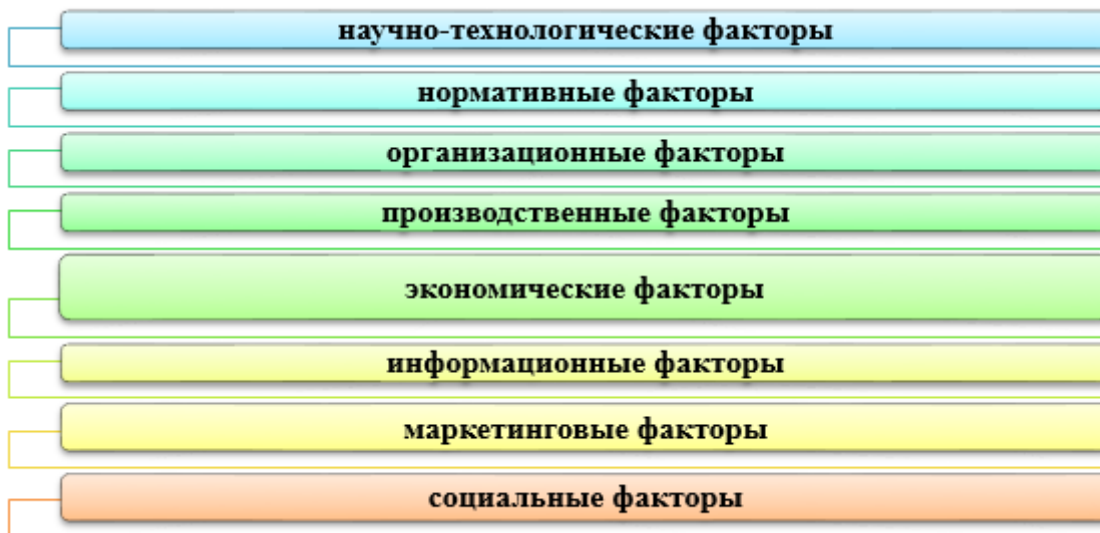 научно-технологические факторы
нормативные факторы
организационные факторы
производственные факторы
экономические факторы
информационные факторы
маркетинговые факторы
социальные факторы